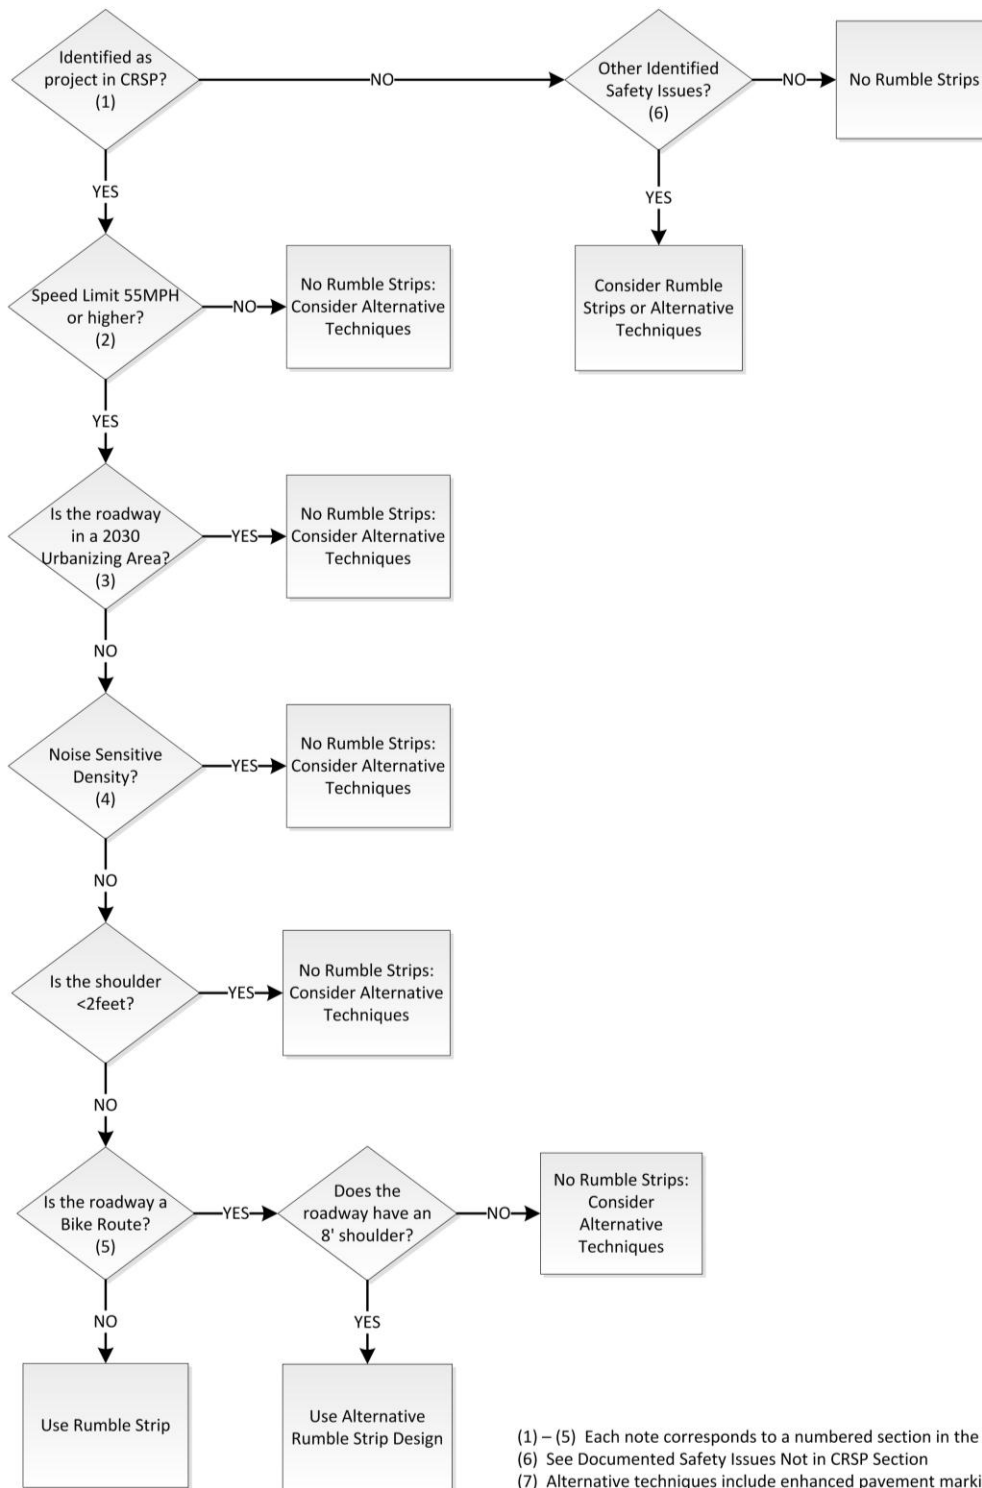 Identified as
project in CRSP?
(1)
NO
Other Identified
Safety Issues?
(6)
NO
No Rumble Strips
YES
YES
Speed Limit 55MPH
or higher?
(2)
NO
No Rumble Strips:
Consider Alternative
Techniques
Consider Rumble
Strips or Alternative
Techniques
YES
Is the roadway
in a 2030
Urbanizing Area?
(3)
YES
No Rumble Strips:
Consider Alternative
Techniques
NO
Noise Sensitive
Density?
(4)
YES
No Rumble Strips:
Consider Alternative
Techniques
NO
Is the shoulder
<2feet?
YES
No Rumble Strips:
Consider Alternative
Techniques
NO
Is the roadway a
Bike Route?
(5)
YES
Does the
roadway have an
8' shoulder?
NO
No Rumble Strips:
Consider
Alternative
Techniques
NO
YES
Use Rumble Strip
Use Alternative
Rumble Strip Design
(1) – (5) Each note corresponds to a numbered section in the
(6) See Documented Safety Issues Not in CRSP Section
(7) Alternative techniques include enhanced pavement marki